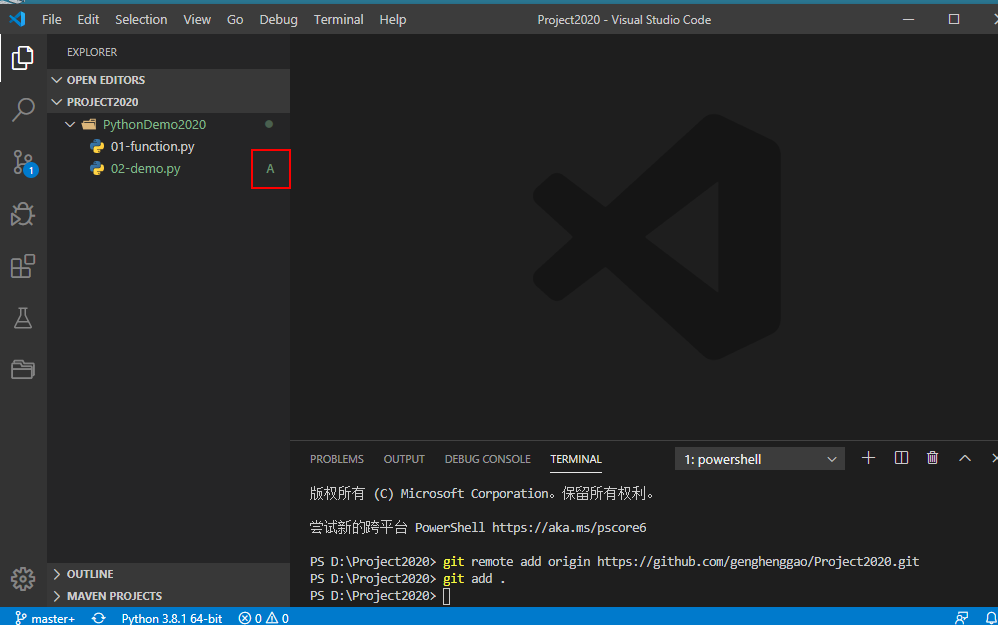 File Edit Selection View Go Debug Terminal Help Project2020 - Visual Studio Code
EXPLORER
OPEN EDITORS
PROJECT2020
PythonDemo2020
01-function.py
02-demo.py A
1
OUTLINE
MAVEN PROJECTS
PROBLEMS OUTPUT DEBUG CONSOLE TERMINAL 1: powershell
版权所有 (C) Microsoft Corporation。保留所有权利。
尝试新的跨平台 PowerShell https://aka.ms/pscore6
PS D:\Project2020> git remote add origin https://github.com/genghenggao/Project2020.git
PS D:\Project2020> git add .
PS D:\Project2020>
master+ Python 3.8.1 64-bit 0 0